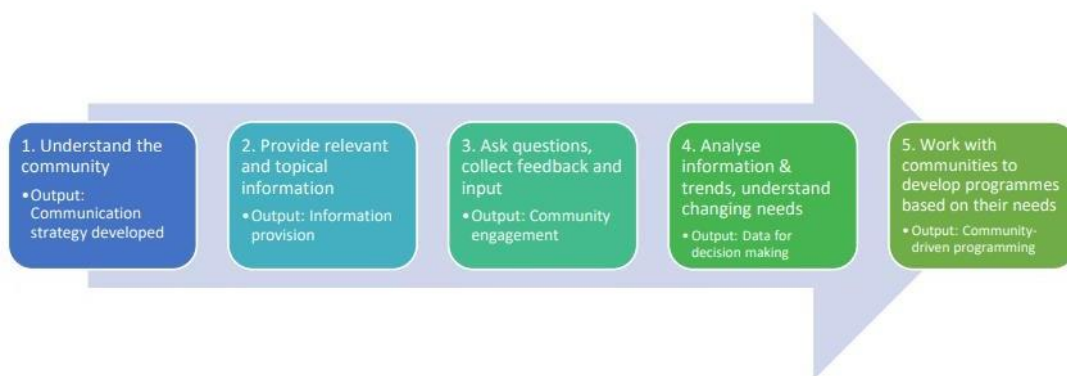 1. Understand the
community
•Output:
Communication
strategy developed
2. Provide relevant
and topical
information
•Output: Information
provision
3. Ask questions,
collect feedback and
input
•Output: Community
engagement
4. Analyse
information &
trends, understand
changing needs
•Output: Data for
decision making
5. Work with
communities to
develop programmes
based on their needs
•Output: Community-
driven programming